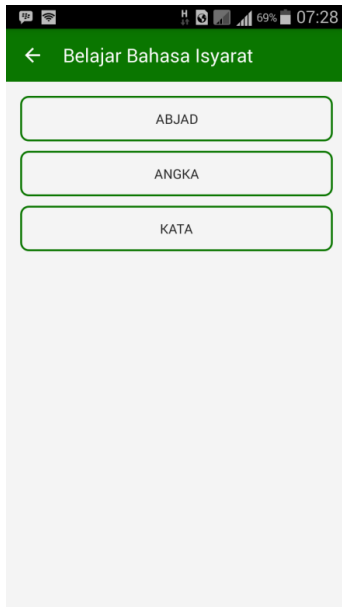 H 69% 07:28
Belajar Bahasa Isyarat
ABJAD
ANGKA
KATA